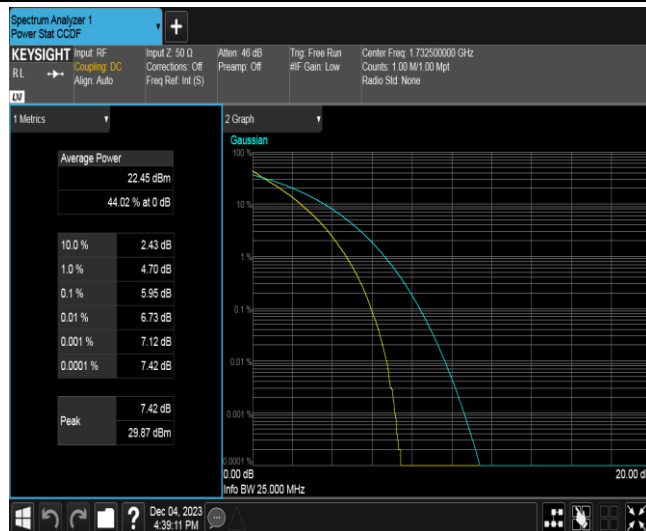 Spectrum Analyzer 1
Power Stat CCDF
KEYSIGHT
RL
Input: RF
Coupling: DC
Align: Auto
Input Z: 50 Ω
Corrections: Off
Freq Ref: Int (S)
Atten: 46 dB
Preamp: Off
Trig: Free Run
#IF Gain: Low
Center Freq: 1.732500000 GHz
Counts: 1.00 M/1.00 Mpt
Radio Std: None
1 Metrics
Average Power
22.45 dBm
44.02 % at 0 dB
10.0 % 2.43 dB
1.0 % 4.70 dB
0.1 % 5.95 dB
0.01 % 6.73 dB
0.001 % 7.12 dB
0.0001 % 7.42 dB
Peak
7.42 dB
29.87 dBm
2 Graph
Gaussian
100 %
10 %
1 %
0.1 %
0.01 %
0.001 %
0.0001 %
0.00 dB
20.00 d
Info BW 25.000 MHz
?
Dec 04, 2023
4:39:11 PM